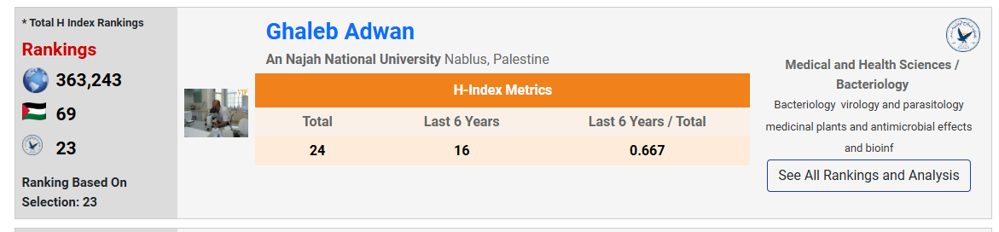 * Total H Index Rankings
Rankings
363,243
69
23
Ranking Based On
Selection: 23
VIP
Ghaleb Adwan
An Najah National University Nablus, Palestine
H-Index Metrics
Total Last 6 Years Last 6 Years / Total
24 16 0.667
Medical and Health Sciences /
Bacteriology
Bacteriology virology and parasitology
medicinal plants and antimicrobial effects
and bioinf
See All Rankings and Analysis